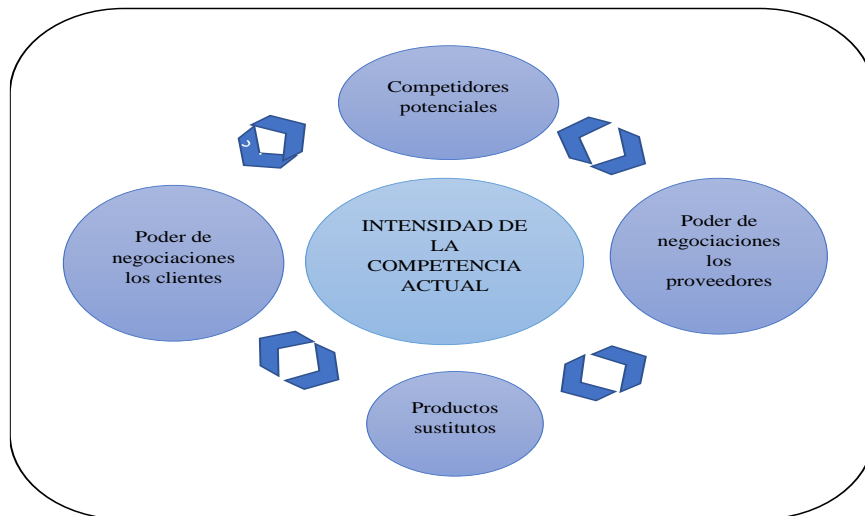 Competidores
potenciales
Poder de
negociaciones
los clientes
INTENSIDAD DE
LA
COMPETENCIA
ACTUAL
Poder de
negociaciones
los
proveedores
Productos
sustitutos